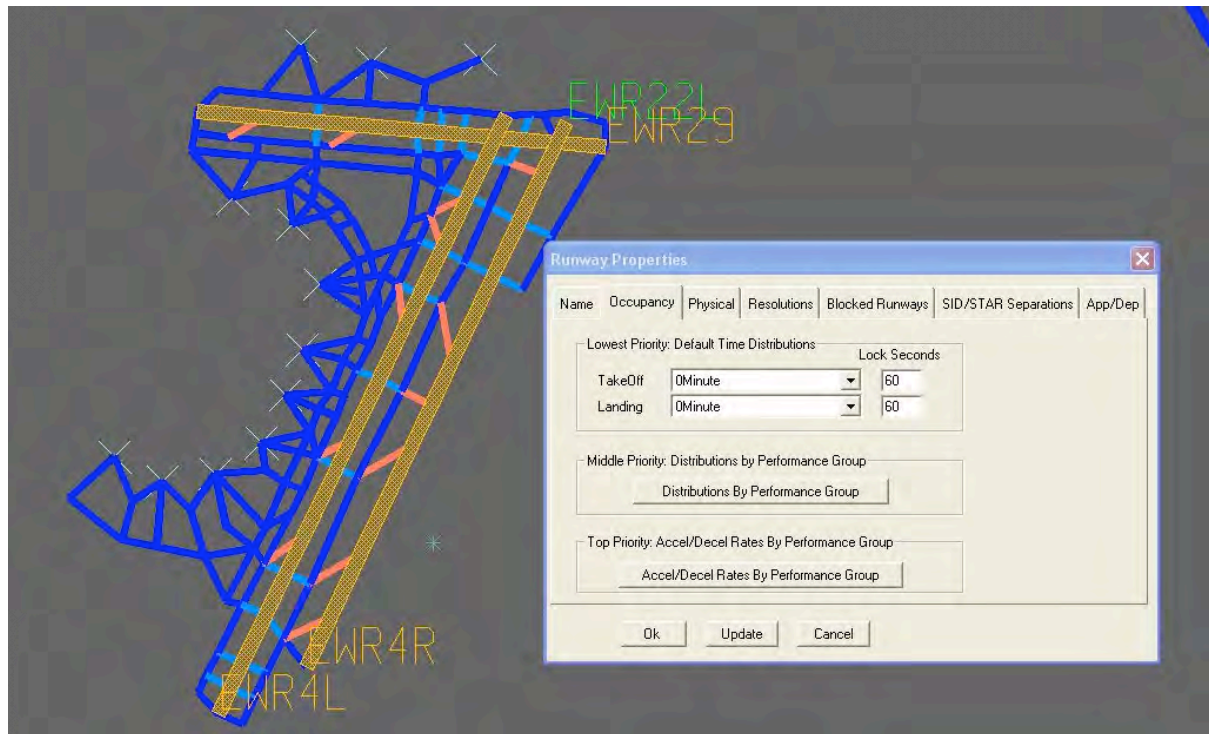 EWR22L
EWR29
Runway Properties
Name Occupancy Physical Resolutions Blocked Runways SID/STAR Separations App/Dep
Lowest Priority: Default Time Distributions
Lock Seconds
TakeOff 0Minute 60
Landing 0Minute 60
Middle Priority: Distributions by Performance Group
Distributions By Performance Group
Top Priority: Accel/Decel Rates By Performance Group
Accel/Decel Rates By Performance Group
Ok Update Cancel
EWR4R
EWR4L